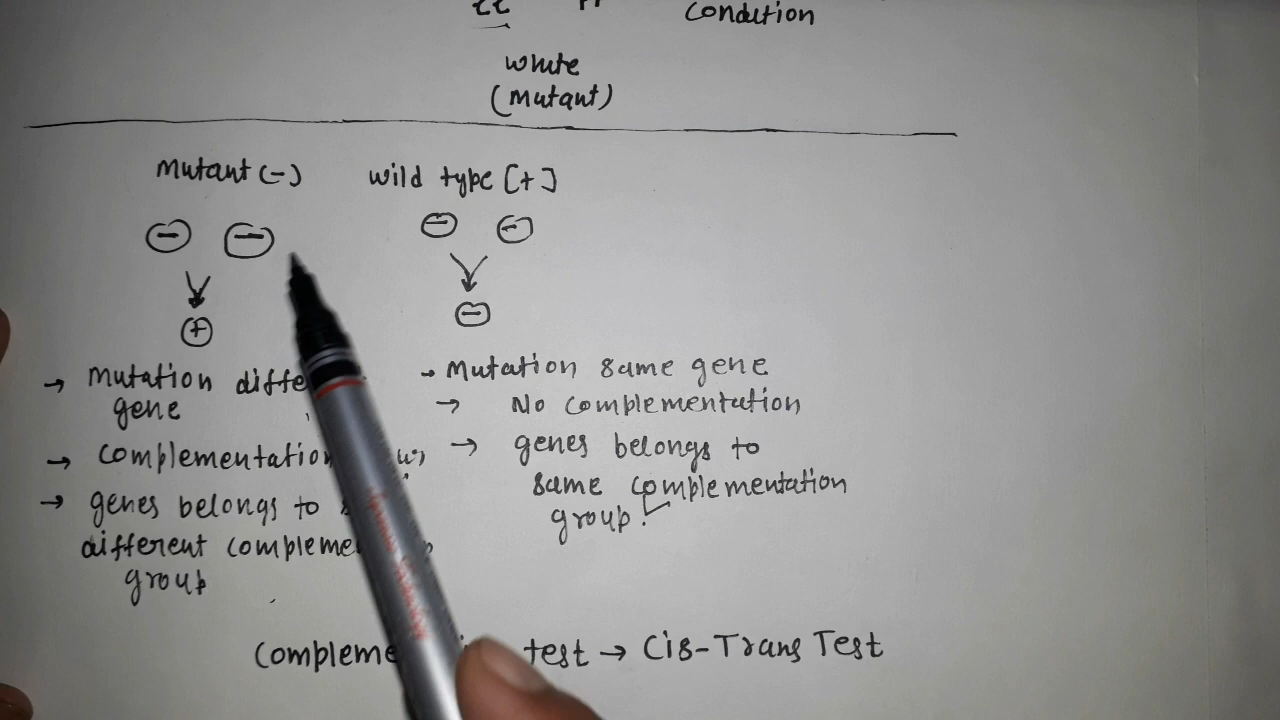 Condition
white
(Mutant)
Mutant (-) wild type [+]
- - - -
+ -
→ Mutation diffe
gene
→ complementation
→ genes belongs to
different compleme
group
→ Mutation same gene
→ No complementation
→ genes belongs to
same complementation
group.
Compleme test → Cis-Trans Test